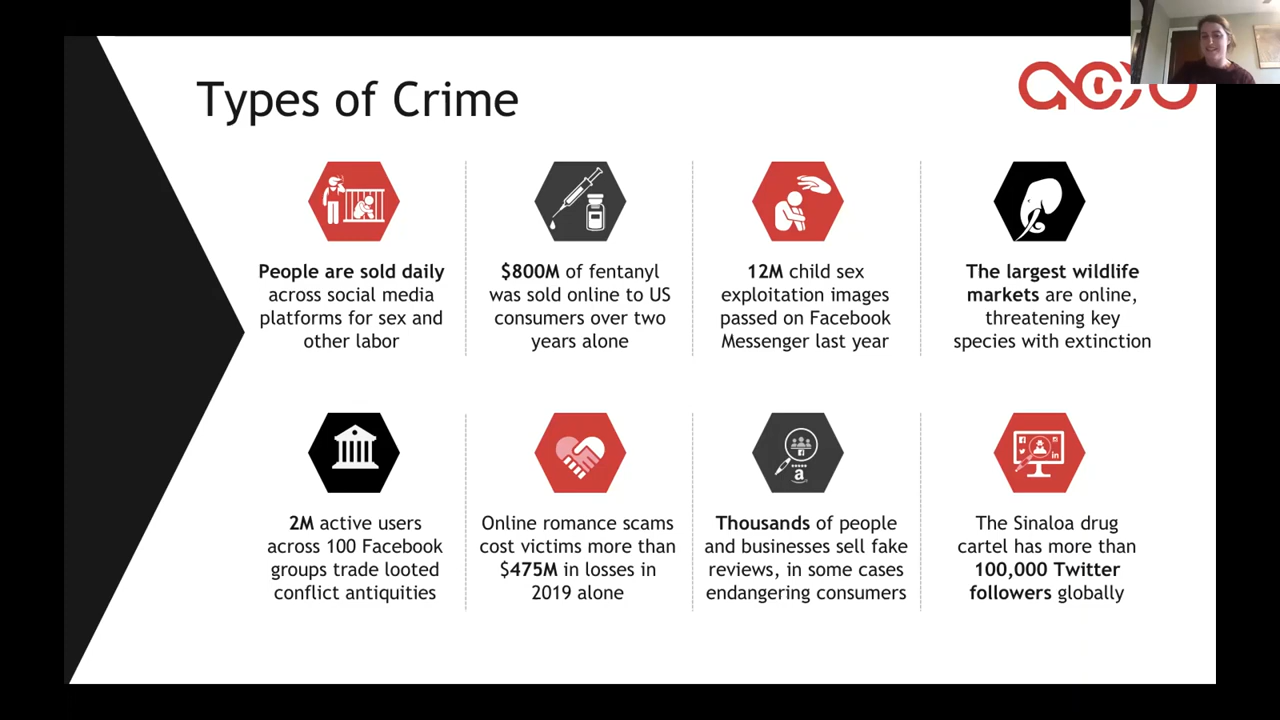 Types of Crime
People are sold daily
across social media
platforms for sex and
other labor
$800M of fentanyl
was sold online to US
consumers over two
years alone
12M child sex
exploitation images
passed on Facebook
Messenger last year
The largest wildlife
markets are online,
threatening key
species with extinction
2M active users
across 100 Facebook
groups trade looted
conflict antiquities
Online romance scams
cost victims more than
$475M in losses in
2019 alone
Thousands of people
and businesses sell fake
reviews, in some cases
endangering consumers
The Sinaloa drug
cartel has more than
100,000 Twitter
followers globally